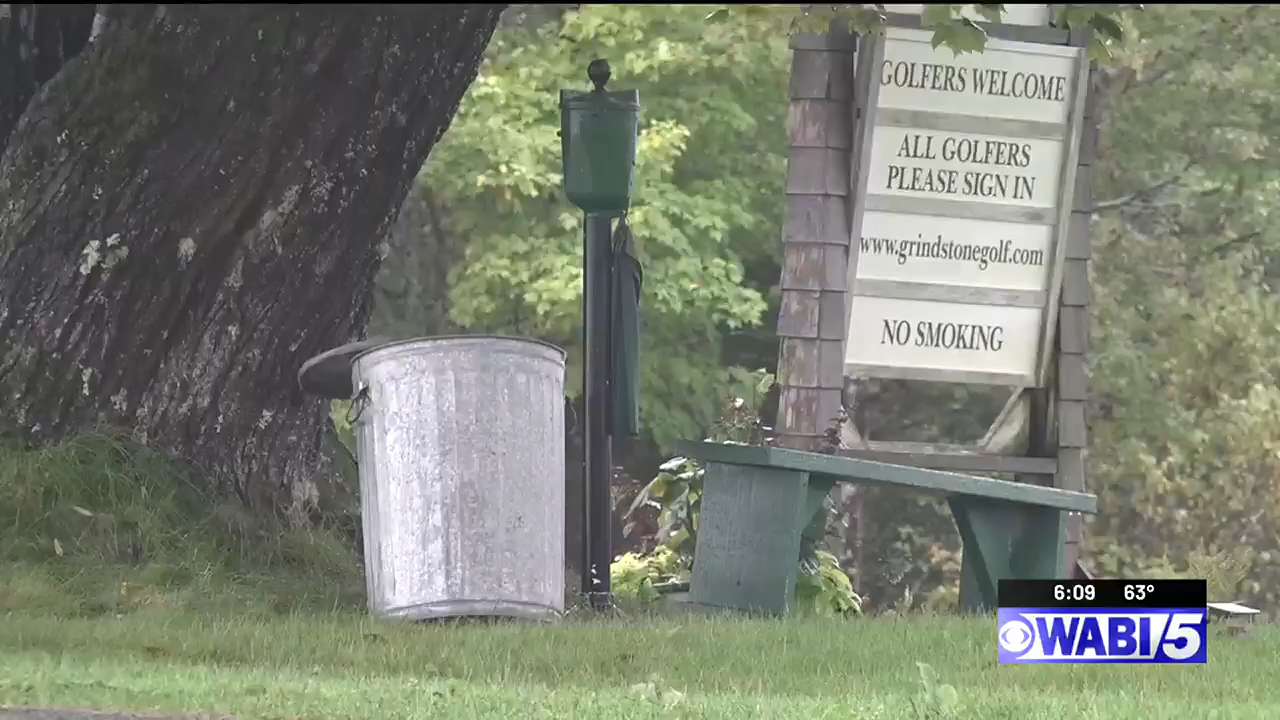 GOLFERS WELCOME
ALL GOLFERS
PLEASE SIGN IN
www.grindstonegolf.com
NO SMOKING
6:09 63°
WABI 5